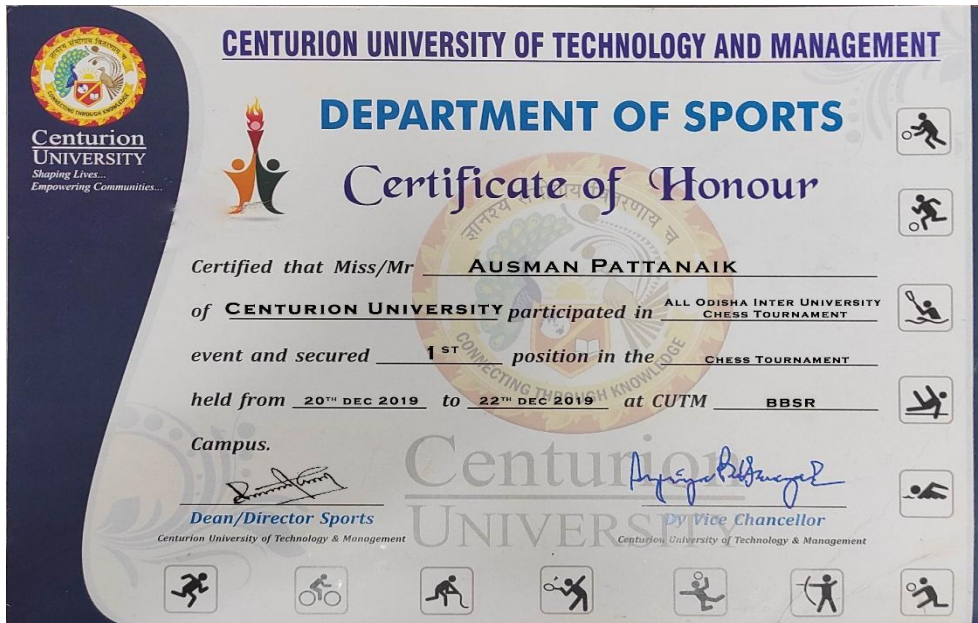 CENTURION UNIVERSITY OF TECHNOLOGY AND MANAGEMENT
Centurion
UNIVERSITY
Shaping Lives...
Empowering Communities...
DEPARTMENT OF SPORTS
Certificate of Honour
Certified that Miss/Mr AUSMAN PATTANAIK
of CENTURION UNIVERSITY participated in ALL ODISHA INTER UNIVERSITY CHESS TOURNAMENT
event and secured 1ST position in the CHESS TOURNAMENT
held from 20TH DEC 2019 to 22TH DEC 2019 at CUTM BBSR
Campus.
Dean/Director Sports
Centurion University of Technology & Management
Dy Vice Chancellor
Centurion University of Technology & Management
CONNECTING THROUGH KNOWLEDGE
Centurion
UNIVERSITY